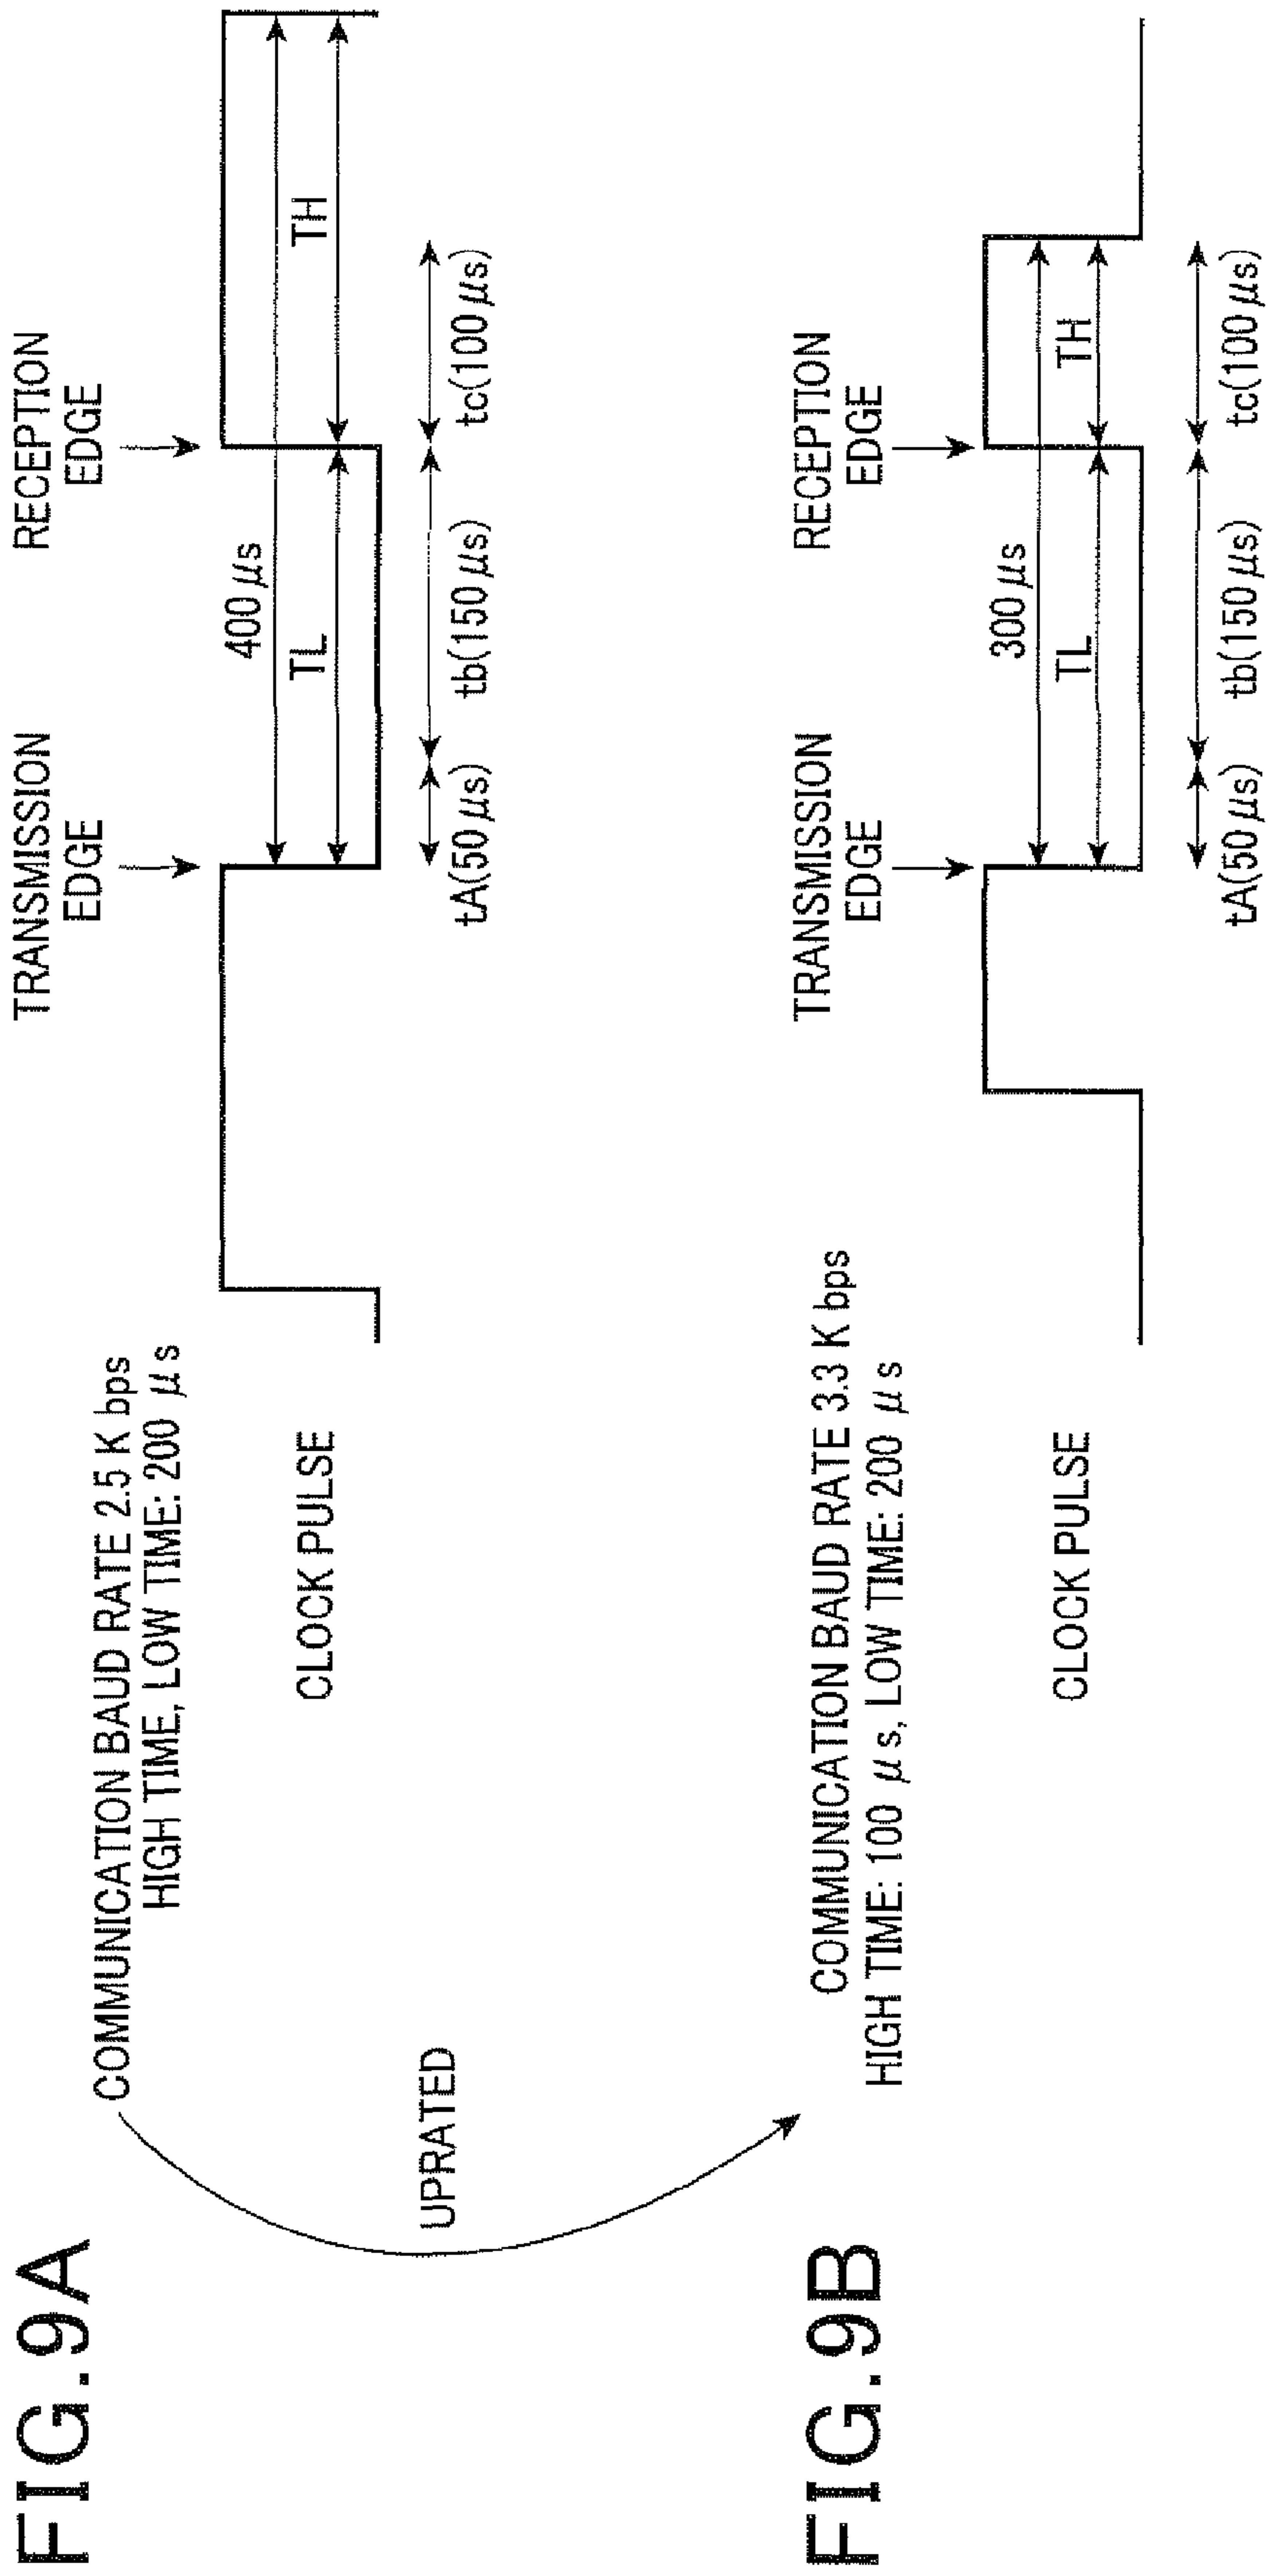 FIG. 9A
COMMUNICATION BAUD RATE 2.5 K bps
HIGH TIME, LOW TIME: 200 μs
CLOCK PULSE
TRANSMISSION
EDGE
RECEPTION
EDGE
400 μs
TL
TH
tA(50 μs)
tb(150 μs)
tc(100 μs)
UPRATED
FIG. 9B
COMMUNICATION BAUD RATE 3.3 K bps
HIGH TIME: 100 μs, LOW TIME: 200 μs
CLOCK PULSE
TRANSMISSION
EDGE
RECEPTION
EDGE
300 μs
TL
TH
tA(50 μs)
tb(150 μs)
tc(100 μs)